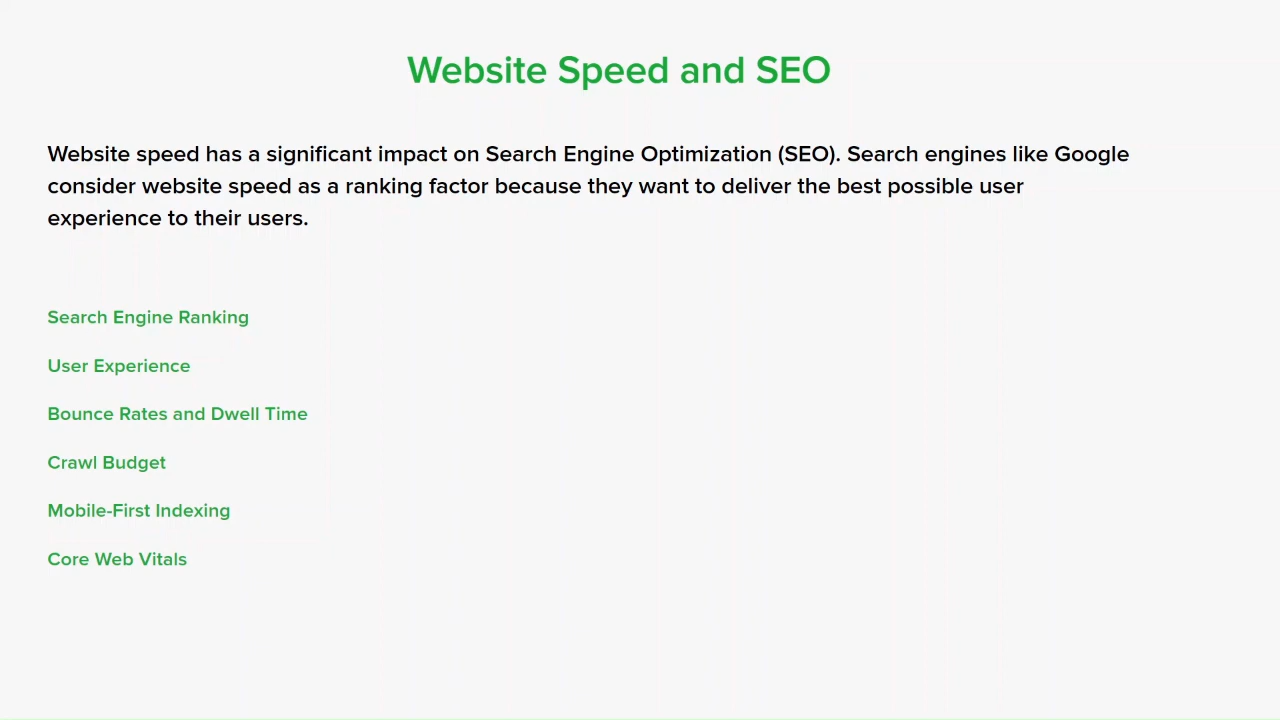 Website Speed and SEO
Website speed has a significant impact on Search Engine Optimization (SEO). Search engines like Google
consider website speed as a ranking factor because they want to deliver the best possible user
experience to their users.
Search Engine Ranking
User Experience
Bounce Rates and Dwell Time
Crawl Budget
Mobile-First Indexing
Core Web Vitals